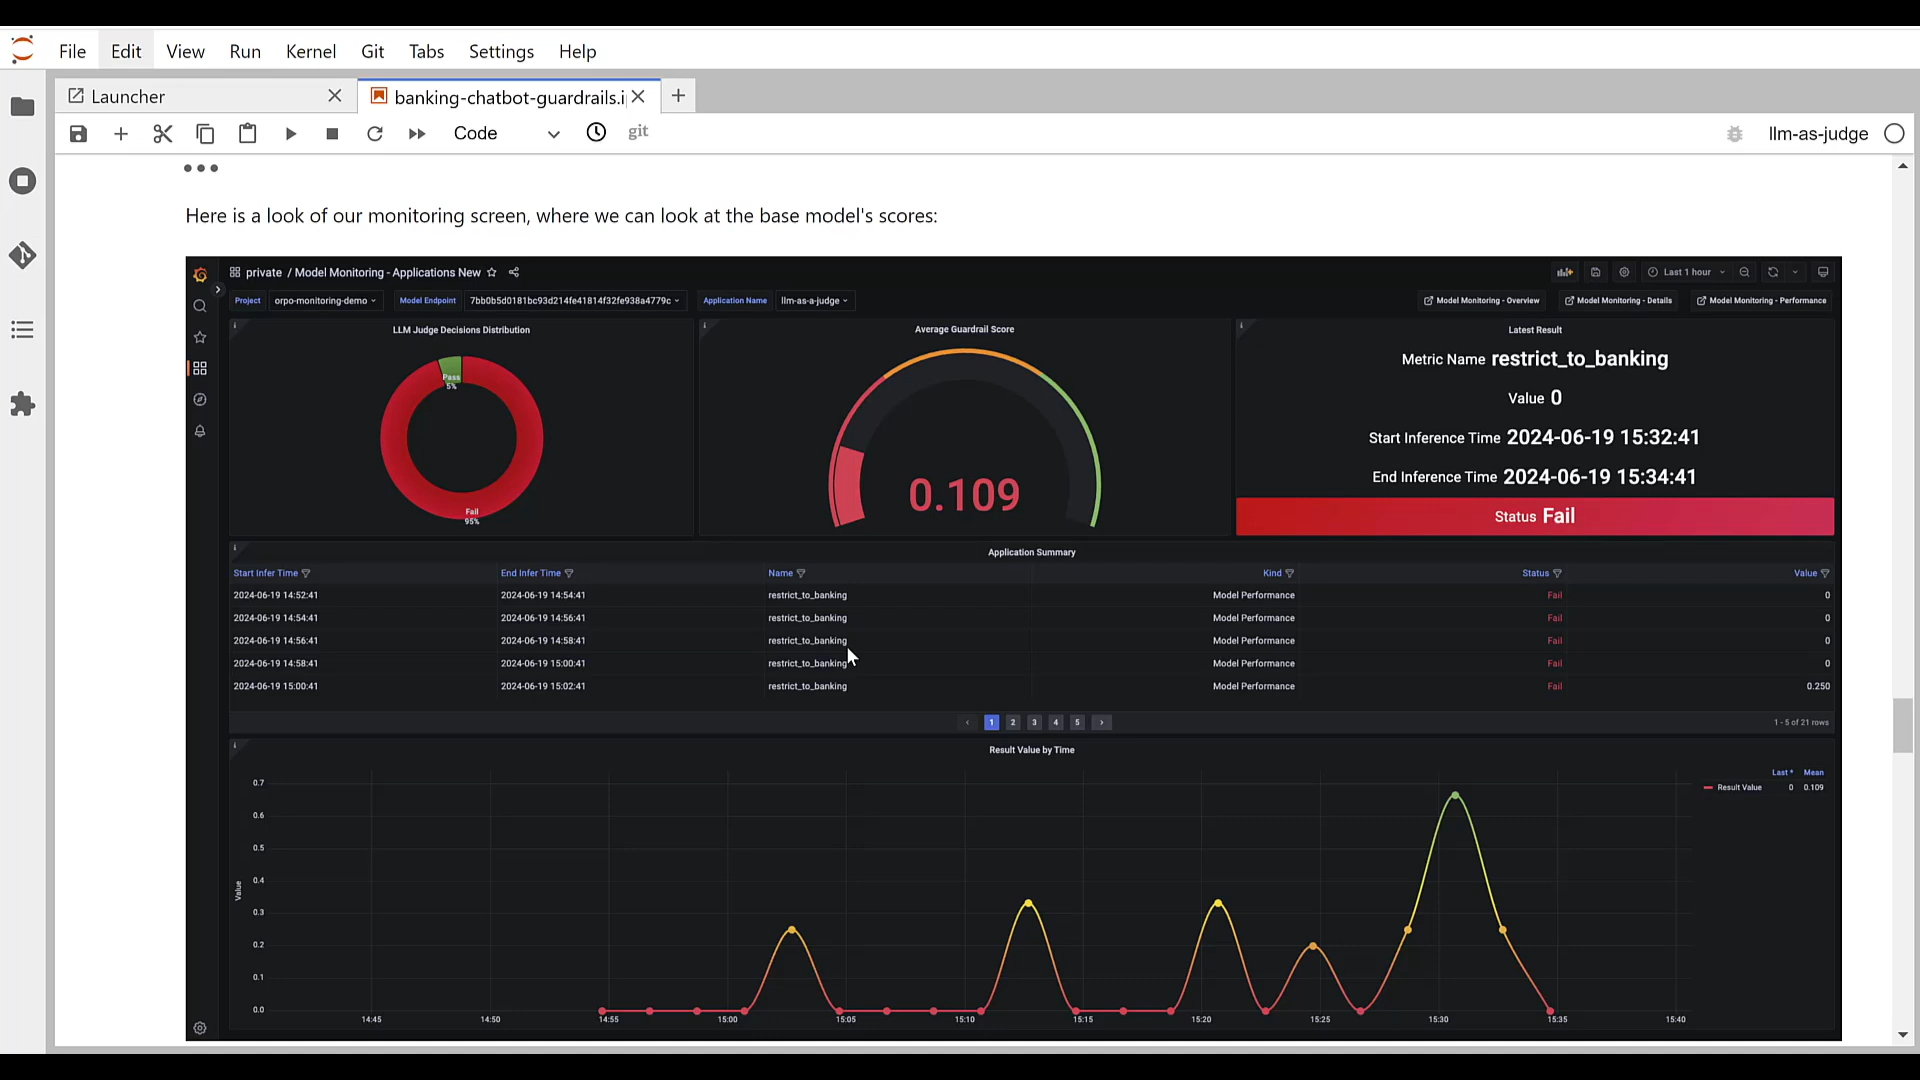 File Edit View Run Kernel Git Tabs Settings Help
Launcher
banking-chatbot-guardrails.i
Code
git
llm-as-judge
Here is a look of our monitoring screen, where we can look at the base model's scores:
private / Model Monitoring - Applications New
Last 1 hour
Project orpo-monitoring-demo Model Endpoint 7bb0b5d0181bc93d214fe41814f32fe938a4779c Application Name llm-as-a-judge
Model Monitoring - Overview Model Monitoring - Details Model Monitoring - Performance
LLM Judge Decisions Distribution
Pass
5%
Fail
95%
Average Guardrail Score
0.109
Latest Result
Metric Name restrict_to_banking
Value 0
Start Inference Time 2024-06-19 15:32:41
End Inference Time 2024-06-19 15:34:41
Status Fail
Application Summary
Start Infer Time End Infer Time Name Kind Status Value
2024-06-19 14:52:41 2024-06-19 14:54:41 restrict_to_banking Model Performance Fail 0
2024-06-19 14:54:41 2024-06-19 14:56:41 restrict_to_banking Model Performance Fail 0
2024-06-19 14:56:41 2024-06-19 14:58:41 restrict_to_banking Model Performance Fail 0
2024-06-19 14:58:41 2024-06-19 15:00:41 restrict_to_banking Model Performance Fail 0
2024-06-19 15:00:41 2024-06-19 15:02:41 restrict_to_banking Model Performance Fail 0.250
1 2 3 4 5
1 - 5 of 21 rows
Result Value by Time
Last * Mean
Result Value 0 0.109
Value
0.7
0.6
0.5
0.4
0.3
0.2
0.1
0.0
14:45 14:50 14:55 15:00 15:05 15:10 15:15 15:20 15:25 15:30 15:35 15:40